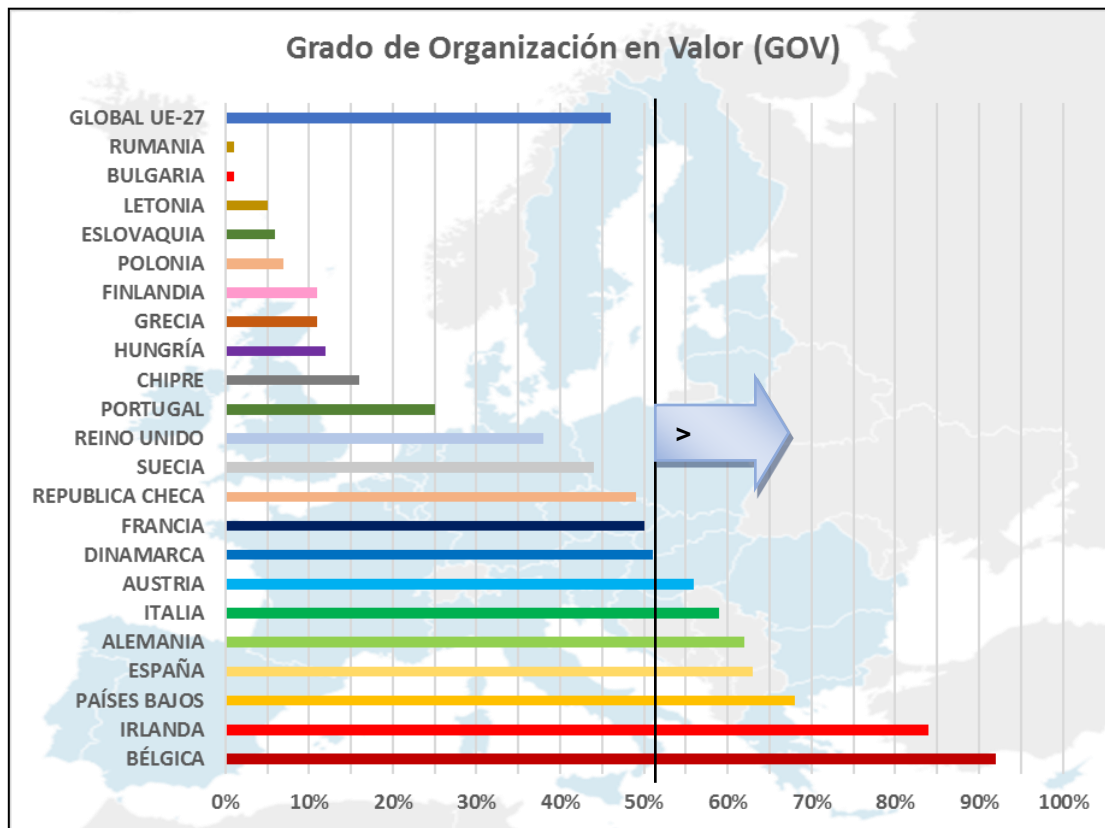 Grado de Organización en Valor (GOV)
GLOBAL UE-27
RUMANIA
BULGARIA
LETONIA
ESLOVAQUIA
POLONIA
FINLANDIA
GRECIA
HUNGRÍA
CHIPRE
PORTUGAL
REINO UNIDO
>
SUECIA
REPUBLICA CHECA
FRANCIA
DINAMARCA
AUSTRIA
ITALIA
ALEMANIA
ESPAÑA
PAÍSES BAJOS
IRLANDA
BÉLGICA
0% 10% 20% 30% 40% 50% 60% 70% 80% 90% 100%